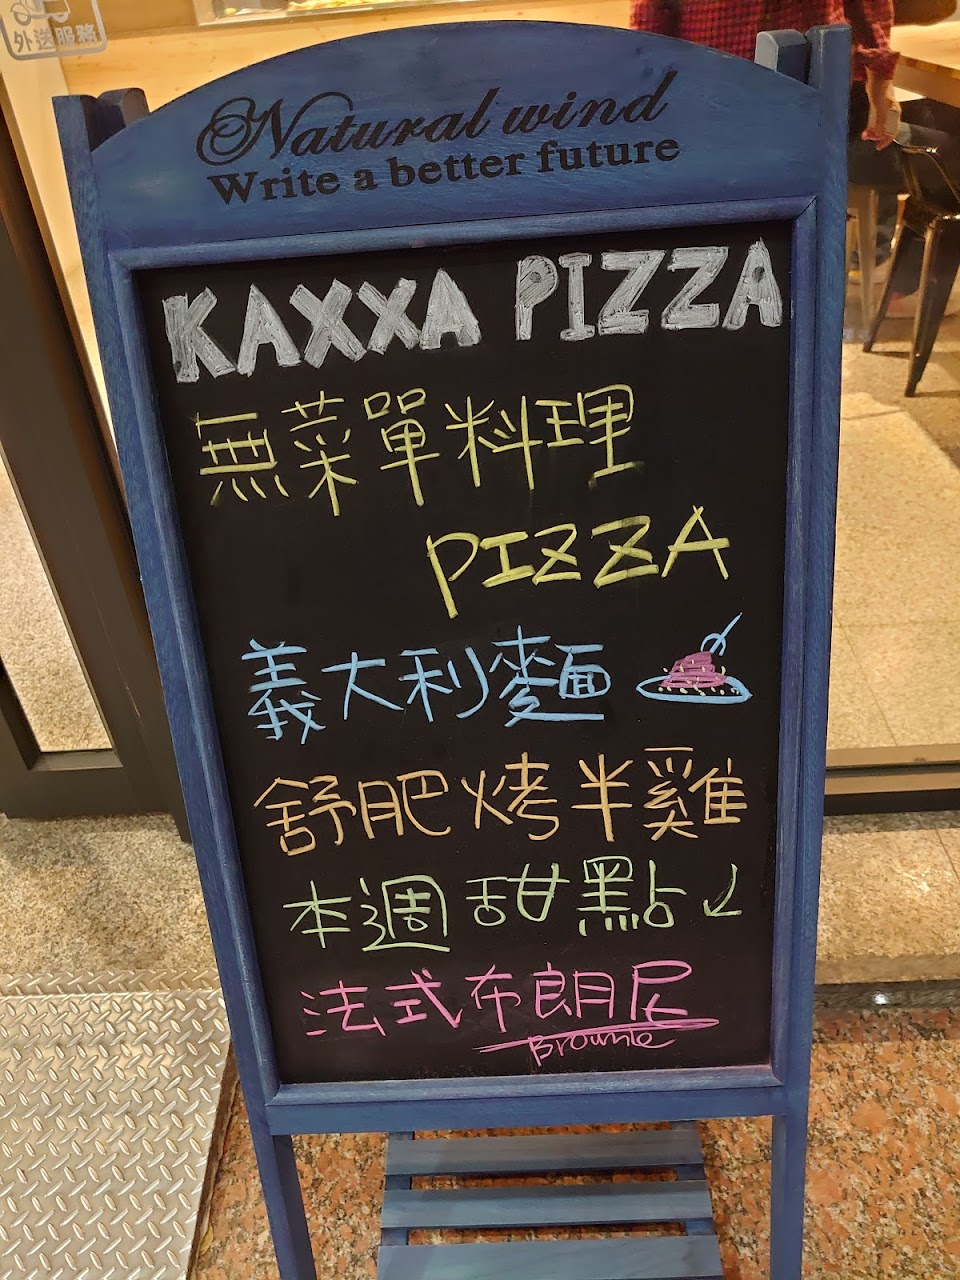 外送服務
Natural wind
Write a better future
KAXXA PIZZA
無菜單料理
PIZZA
義大利麵
舒肥烤半雞
本週甜點↙
法式布朗尼
Brownie